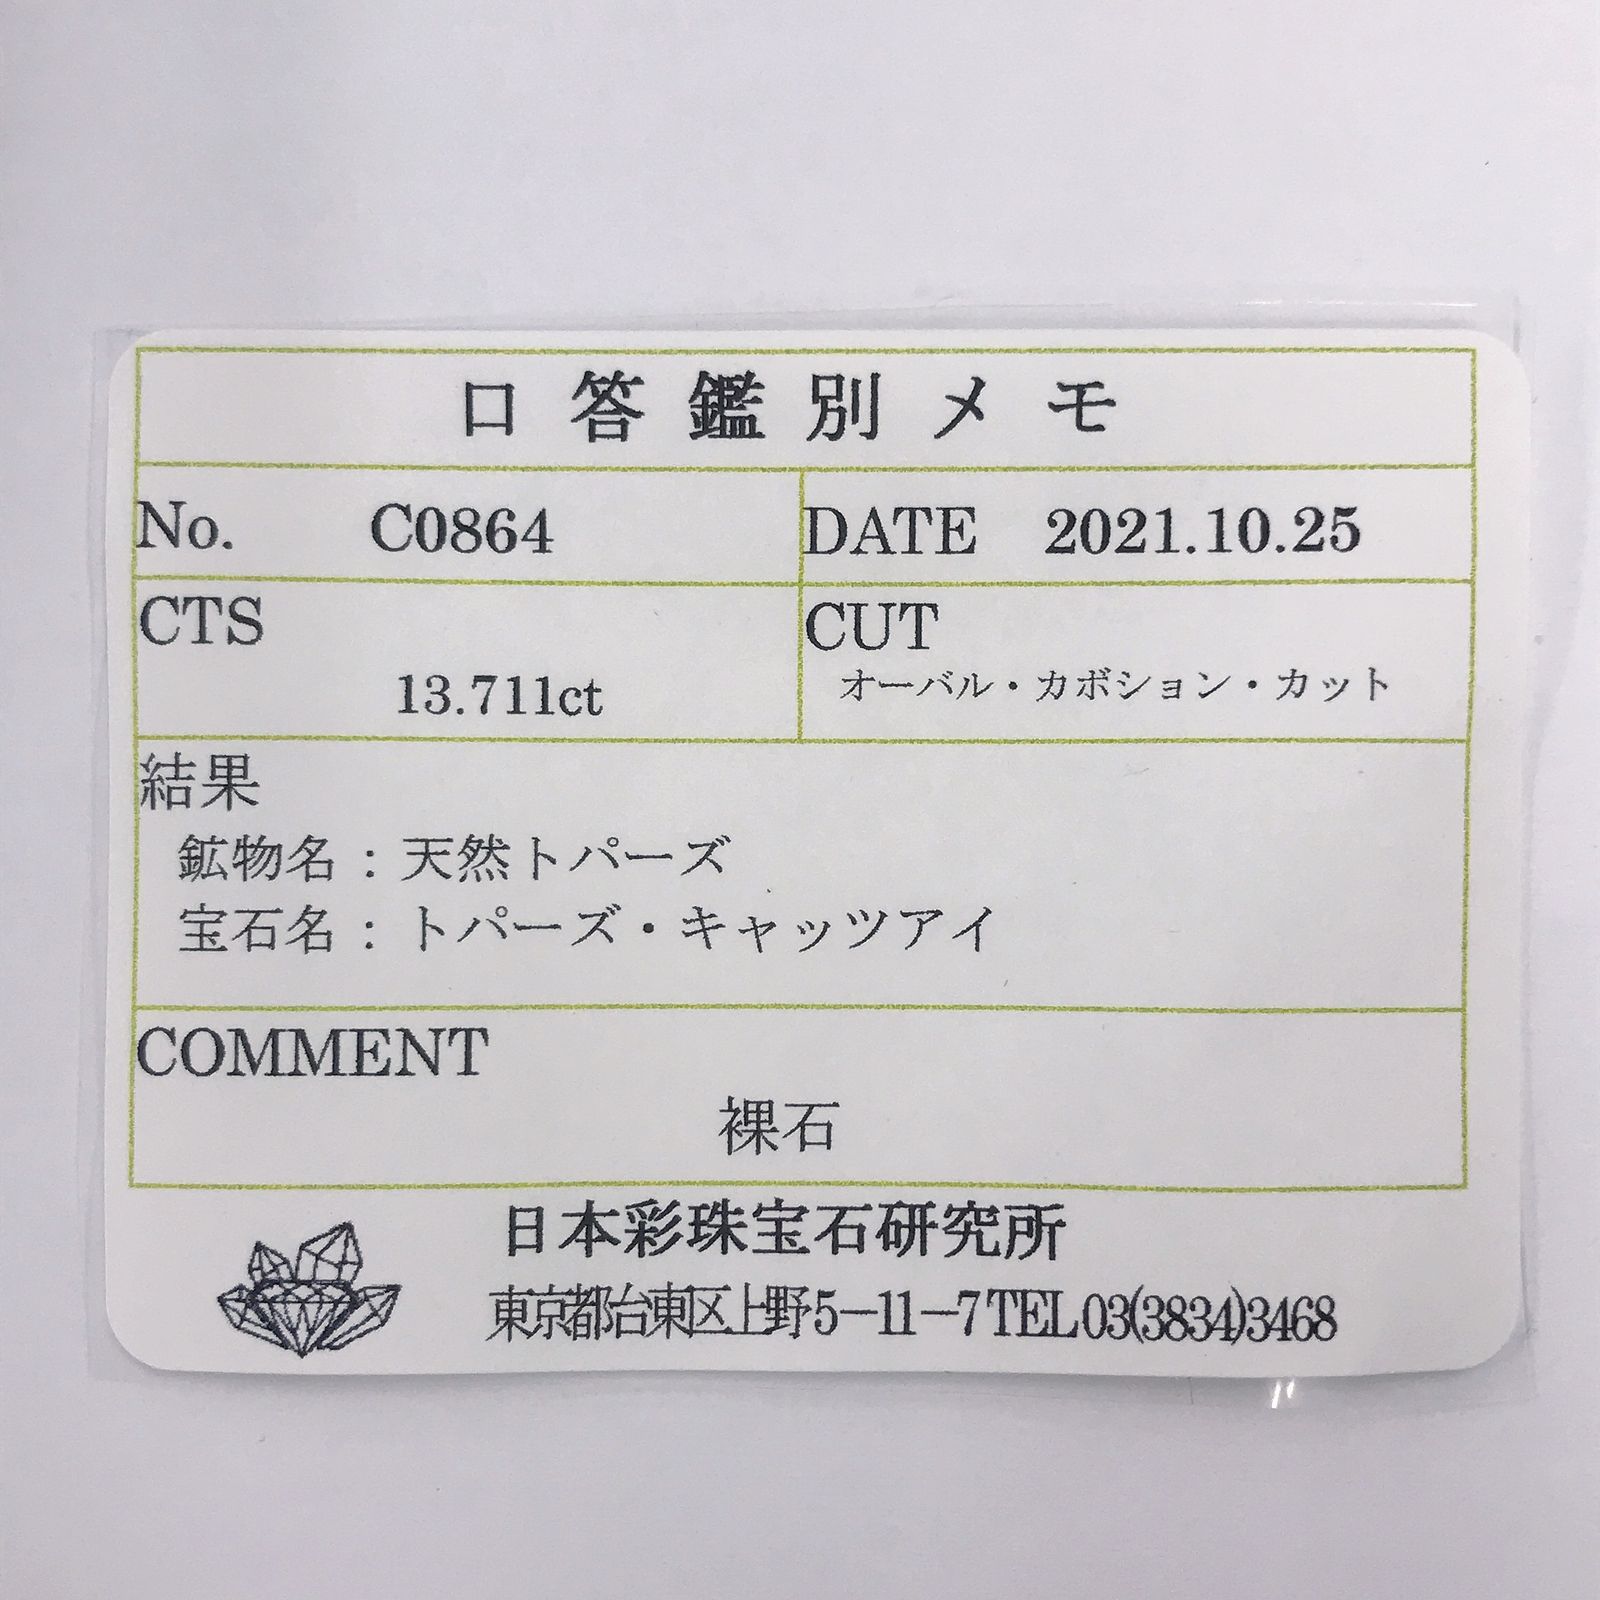 口答鑑別メモ
No. C0864 DATE 2021.10.25
CTS CUT
13.711ct オーバル・カボション・カット
結果
鉱物名：天然トパーズ
宝石名：トパーズ・キャッツアイ
COMMENT
裸石
日本彩珠宝石研究所
東京都台東区上野5－11－7 TEL 03(3834)3468